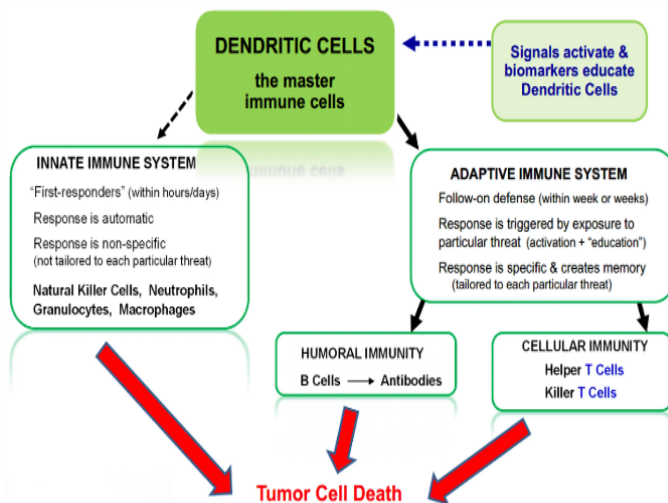 DENDRITIC CELLS
the master
immune cells
Signals activate &
biomarkers educate
Dendritic Cells
INNATE IMMUNE SYSTEM
“First-responders” (within hours/days)
Response is automatic
Response is non-specific
(not tailored to each particular threat)
Natural Killer Cells, Neutrophils,
Granulocytes, Macrophages
ADAPTIVE IMMUNE SYSTEM
Follow-on defense (within week or weeks)
Response is triggered by exposure to
particular threat (activation + “education”)
Response is specific & creates memory
(tailored to each particular threat)
HUMORAL IMMUNITY
B Cells → Antibodies
CELLULAR IMMUNITY
Helper T Cells
Killer T Cells
Tumor Cell Death